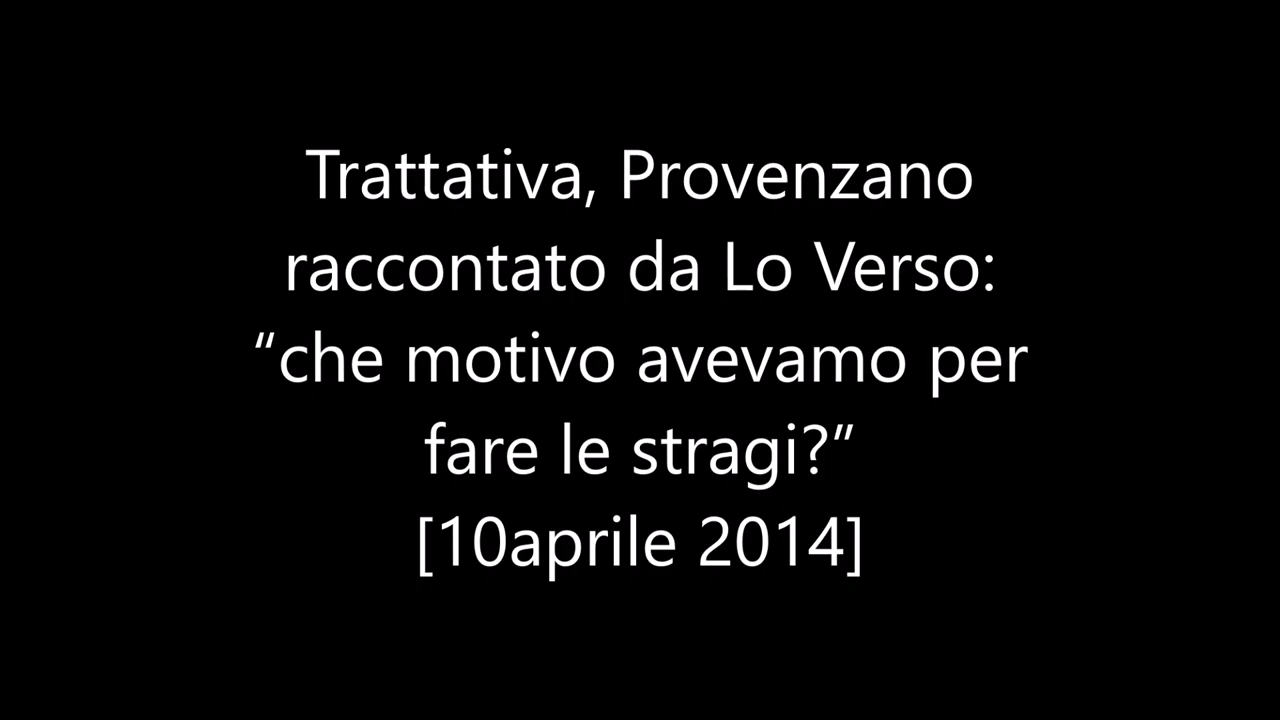 Trattativa, Provenzano
raccontato da Lo Verso:
“che motivo avevamo per
fare le stragi?”
[10aprile 2014]